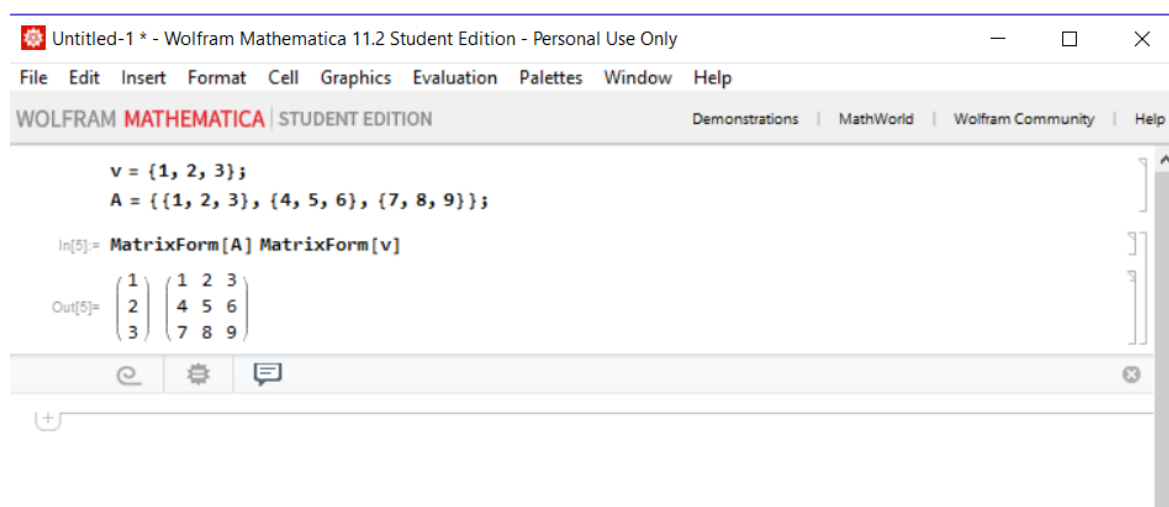 Untitled-1 * - Wolfram Mathematica 11.2 Student Edition - Personal Use Only
File Edit Insert Format Cell Graphics Evaluation Palettes Window Help
WOLFRAM MATHEMATICA STUDENT EDITION Demonstrations | MathWorld | Wolfram Community | Help
v = {1, 2, 3};
A = {{1, 2, 3}, {4, 5, 6}, {7, 8, 9}};
In[5]:= MatrixForm[A] MatrixForm[v]
1 1 2 3
Out[5]= 2 4 5 6
3 7 8 9